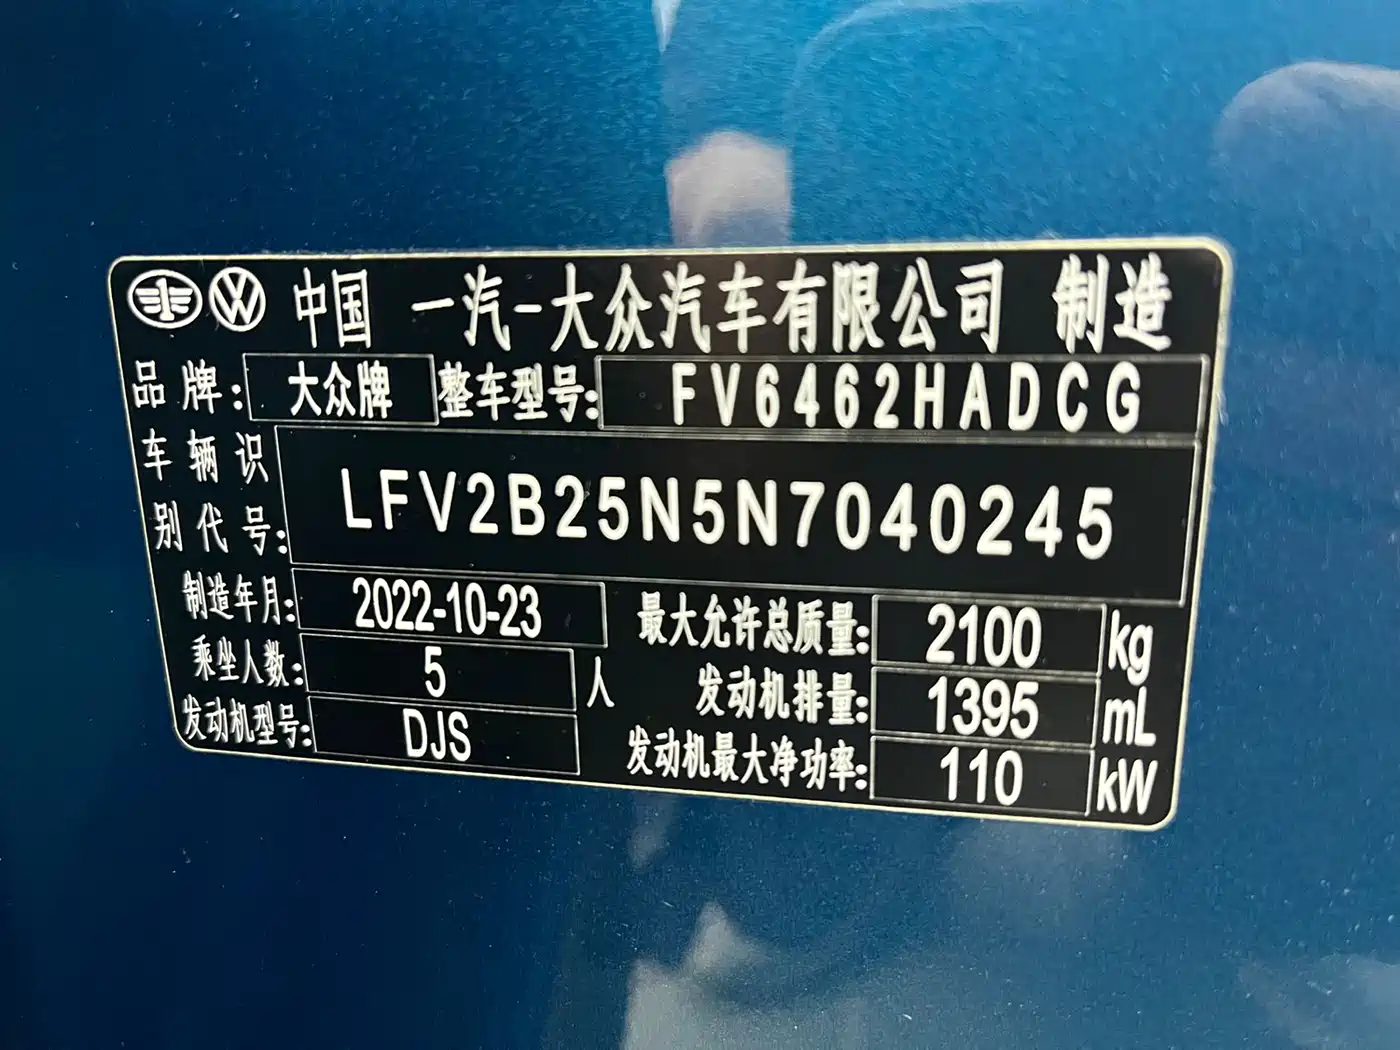 中国 一汽-大众汽车有限公司 制造
品牌: 大众牌 整车型号: FV6462HADCG
车辆识别代号: LFV2B25N5N7040245
制造年月: 2022-10-23 最大允许总质量: 2100 kg
乘坐人数: 5 人 发动机排量: 1395 mL
发动机型号: DJS 发动机最大净功率: 110 kW